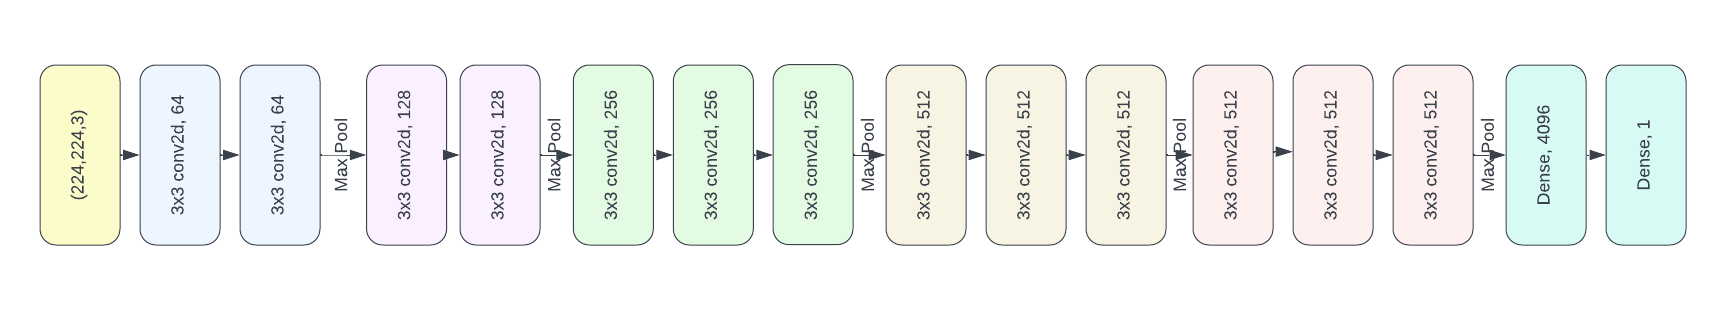 (224,224,3)
3x3 conv2d, 64
3x3 conv2d, 64
Max Pool
3x3 conv2d, 128
3x3 conv2d, 128
Max Pool
3x3 conv2d, 256
3x3 conv2d, 256
3x3 conv2d, 256
Max Pool
3x3 conv2d, 512
3x3 conv2d, 512
3x3 conv2d, 512
Max Pool
3x3 conv2d, 512
3x3 conv2d, 512
3x3 conv2d, 512
Max Pool
Dense, 4096
Dense, 1